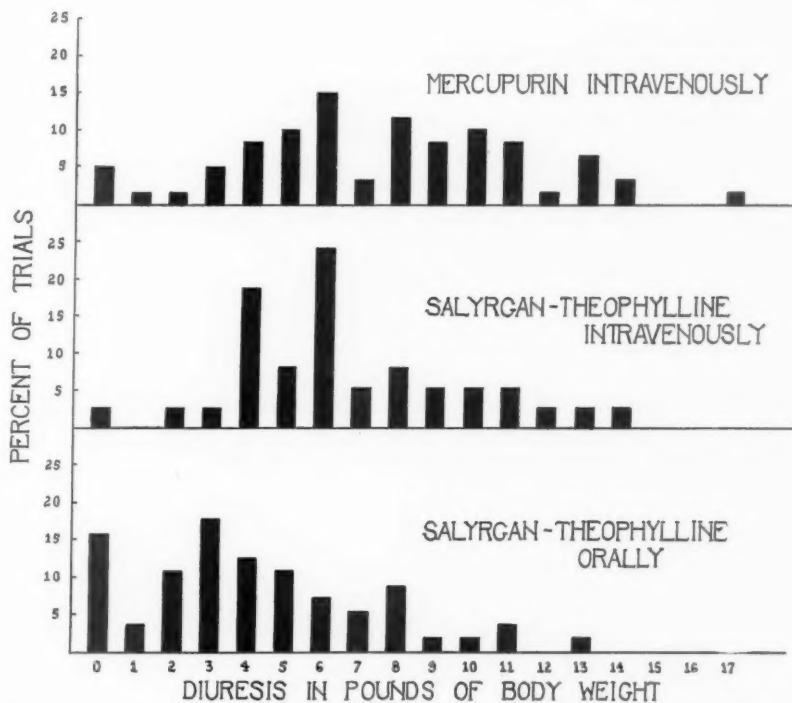 25
20
15
10
5
MERCUPURIN INTRAVENOUSLY
25
20
15
10
5
SALYRGAN-THEOPHYLLINE
INTRAVENOUSLY
25
20
15
10
5
SALYRGAN-THEOPHYLLINE
ORALLY
PERCENT OF TRIALS
0 1 2 3 4 5 6 7 8 9 10 11 12 13 14 15 16 17
DIURESIS IN POUNDS OF BODY WEIGHT